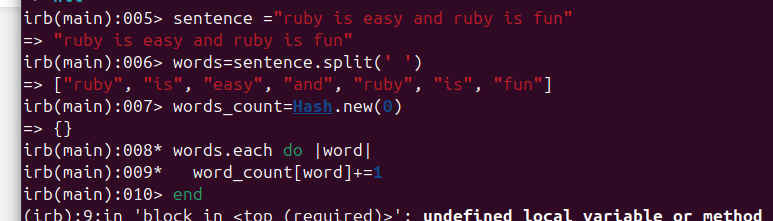 irb(main):005> sentence ="ruby is easy and ruby is fun"
=> "ruby is easy and ruby is fun"
irb(main):006> words=sentence.split(' ')
=> ["ruby", "is", "easy", "and", "ruby", "is", "fun"]
irb(main):007> words_count=Hash.new(0)
=> {}
irb(main):008* words.each do |word|
irb(main):009*   word_count[word]+=1
irb(main):010> end
(irb):9:in 'block in <top (required)>': undefined local variable or method